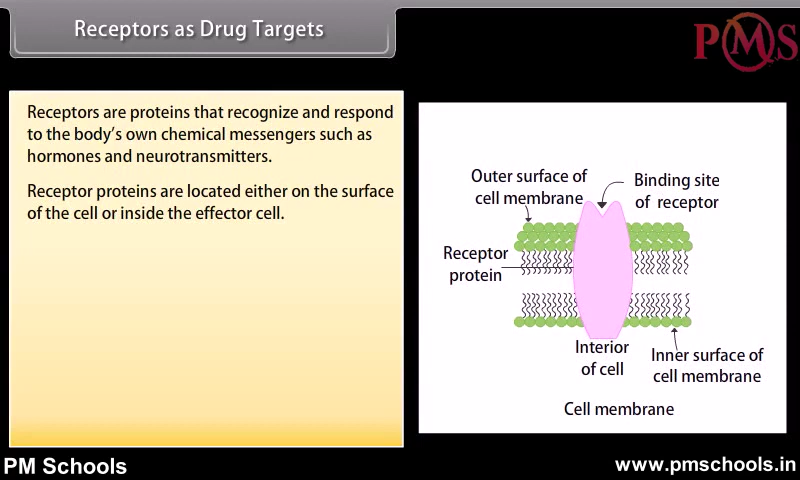 Receptors as Drug Targets
PMS
Receptors are proteins that recognize and respond
to the body's own chemical messengers such as
hormones and neurotransmitters.
Receptor proteins are located either on the surface
of the cell or inside the effector cell.
Outer surface of
cell membrane
Binding site
of receptor
Receptor
protein
Interior
of cell
Inner surface of
cell membrane
Cell membrane
PM Schools
www.pmschools.in